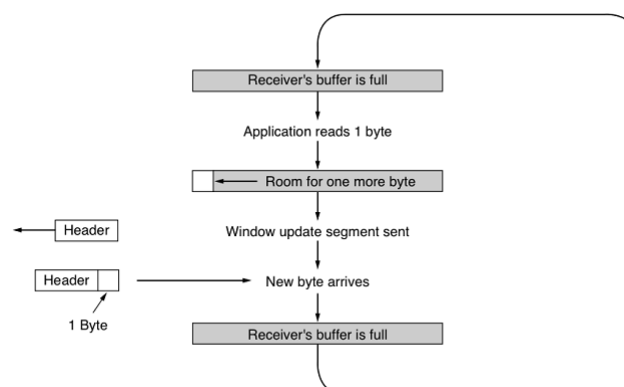 Receiver's buffer is full
Application reads 1 byte
Room for one more byte
Header
Window update segment sent
Header
New byte arrives
1 Byte
Receiver's buffer is full